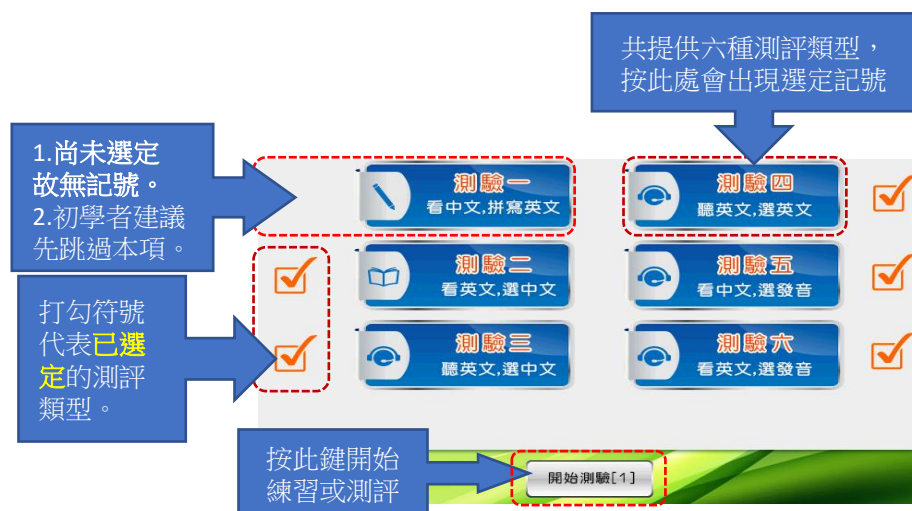 共提供六種測評類型，
按此處會出現選定記號
1.尚未選定
故無記號。
2.初學者建議
先跳過本項。
測驗一
看中文,拼寫英文
測驗四
聽英文,選英文
打勾符號
代表已選
定的測評
類型。
測驗二
看英文,選中文
測驗五
看中文,選發音
測驗三
聽英文,選中文
測驗六
看英文,選發音
按此鍵開始
練習或測評
開始測驗[1]